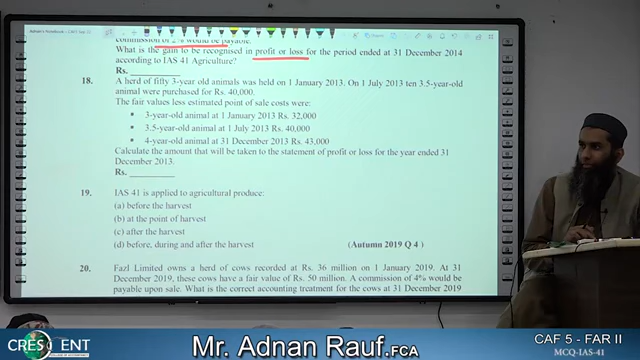 Adnan's Notebook - CAF5 Sep 22
commission of 2% would be payable.
What is the gain to be recognised in profit or loss for the period ended at 31 December 2014
according to IAS 41 Agriculture?
Rs.
18. A herd of fifty 3-year old animals was held on 1 January 2013. On 1 July 2013 ten 3.5-year-old
animal were purchased for Rs. 40,000.
The fair values less estimated point of sale costs were:
▪ 3-year-old animal at 1 January 2013 Rs. 32,000
▪ 3.5-year-old animal at 1 July 2013 Rs. 40,000
▪ 4-year-old animal at 31 December 2013 Rs. 43,000
Calculate the amount that will be taken to the statement of profit or loss for the year ended 31
December 2013.
Rs.
19. IAS 41 is applied to agricultural produce:
(a) before the harvest
(b) at the point of harvest
(c) after the harvest
(d) before, during and after the harvest (Autumn 2019 Q 4)
20. Fazl Limited owns a herd of cows recorded at Rs. 36 million on 1 January 2019. At 31
December 2019, these cows have a fair value of Rs. 50 million. A commission of 4% would be
payable upon sale. What is the correct accounting treatment for the cows at 31 December 2019
CRESCENT
COLLEGE OF ACCOUNTANCY
Mr. Adnan Rauf.FCA
CAF 5 - FAR II
MCQ-IAS-41